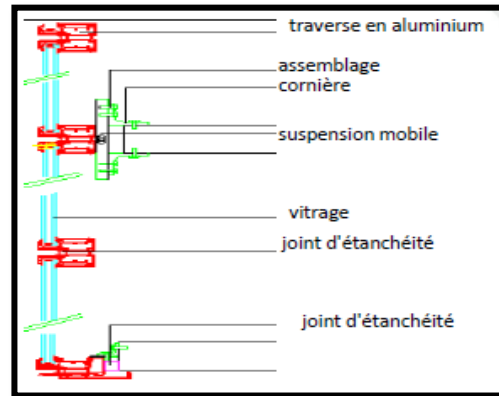 traverse en aluminium
assemblage
cornière
suspension mobile
vitrage
joint d'étanchéité
joint d'étanchéité